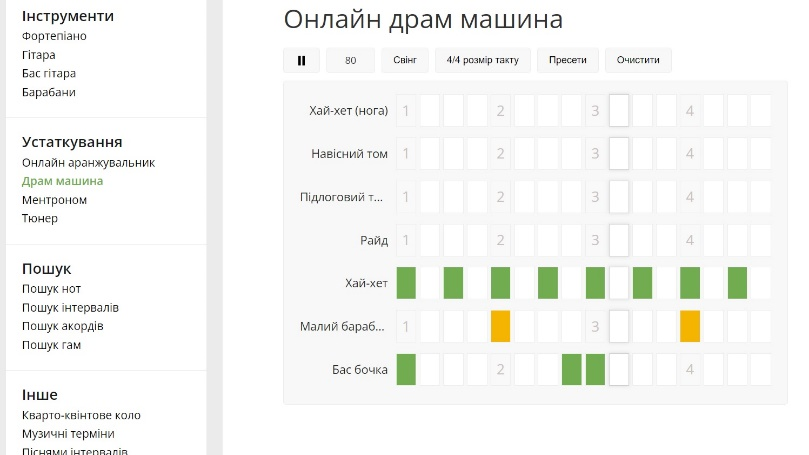 Інструменти
Фортепіано
Гітара
Бас гітара
Барабани
Устаткування
Онлайн аранжувальник
Драм машина
Ментроном
Тюнер
Пошук
Пошук нот
Пошук інтервалів
Пошук акордів
Пошук гам
Інше
Кварто-квінтове коло
Музичні терміни
Піснями інтервалів
Онлайн драм машина
80 Свінг 4/4 розмір такту Пресети Очистити
Хай-хет (нога) 1 2 3 4
Навісний том 1 2 3 4
Підлоговий т... 1 2 3 4
Райд 1 2 3 4
Хай-хет
Малий бараб... 1 3
Бас бочка 2 4